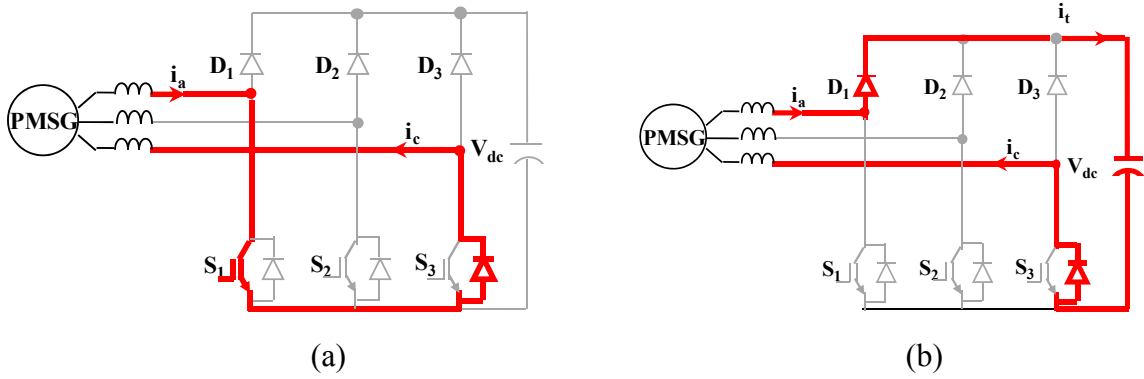 D1 D2 D3
ia
PMSG
ic
Vdc
S1 S2 S3
(a)
it
D1 D2 D3
ia
PMSG
ic
Vdc
S1 S2 S3
(b)